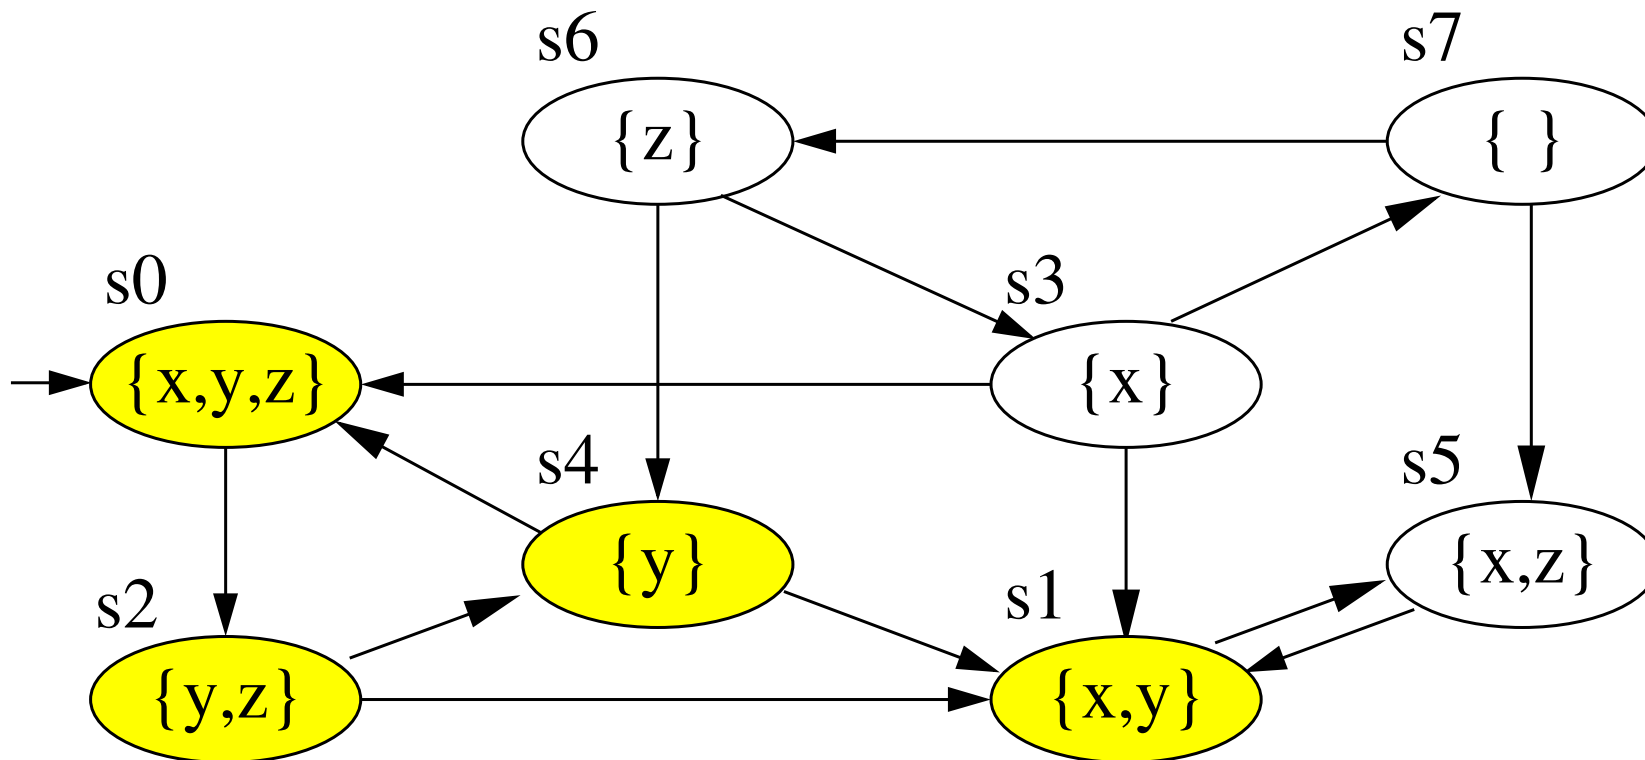 s6
s7
{z}
{ }
s0
s3
{x,y,z}
{x}
s4
s5
{y}
{x,z}
s2
s1
{y,z}
{x,y}